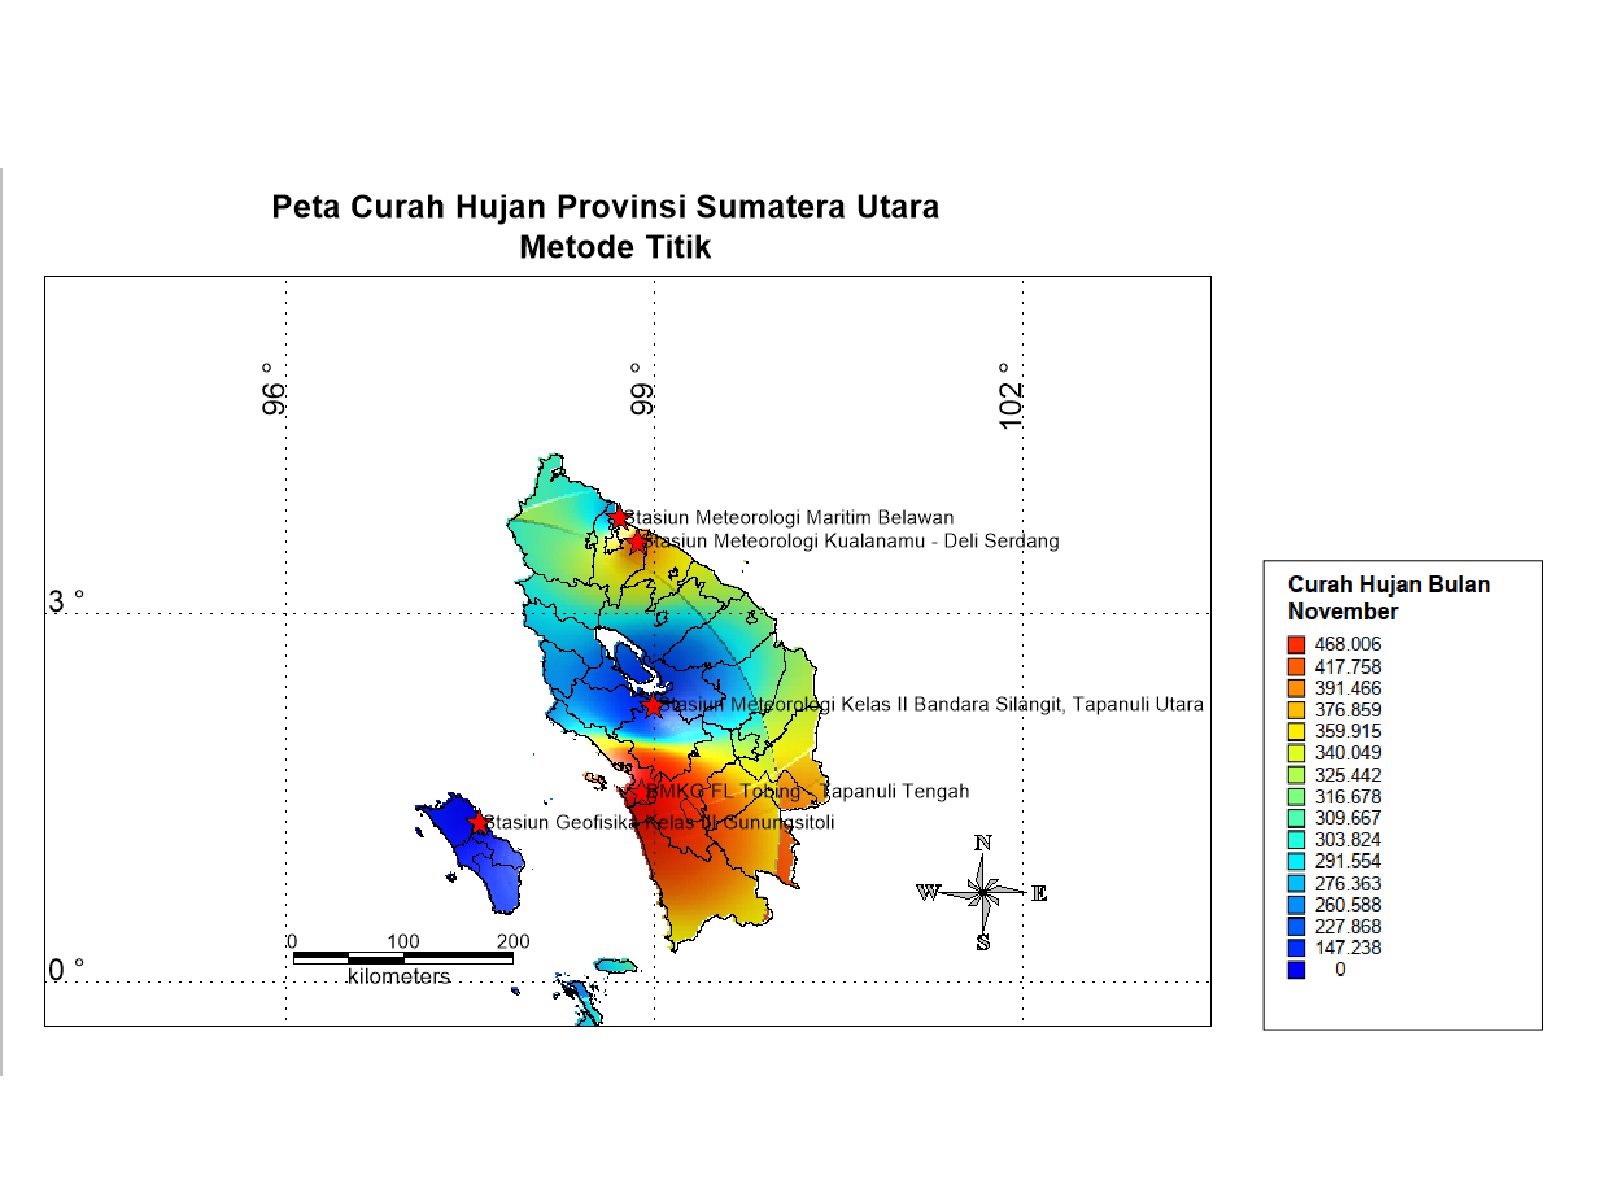 Peta Curah Hujan Provinsi Sumatera Utara
Metode Titik
96 °
99 °
102 °
Stasiun Meteorologi Maritim Belawan
Stasiun Meteorologi Kualanamu - Deli Serdang
3 °
Stasiun Meteorologi Kelas II Bandara Silangit, Tapanuli Utara
BMKG FL Tobing - Tapanuli Tengah
Stasiun Geofisika Kelas III Gunungsitoli
N
W
E
S
0 100 200
kilometers
0 °
Curah Hujan Bulan
November
468.006
417.758
391.466
376.859
359.915
340.049
325.442
316.678
309.667
303.824
291.554
276.363
260.588
227.868
147.238
0